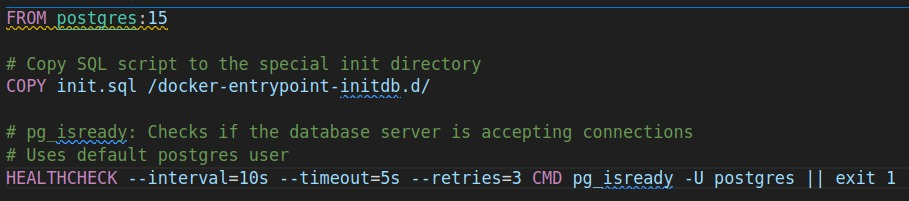 FROM postgres:15
# Copy SQL script to the special init directory
COPY init.sql /docker-entrypoint-initdb.d/
# pg_isready: Checks if the database server is accepting connections
# Uses default postgres user
HEALTHCHECK --interval=10s --timeout=5s --retries=3 CMD pg_isready -U postgres || exit 1